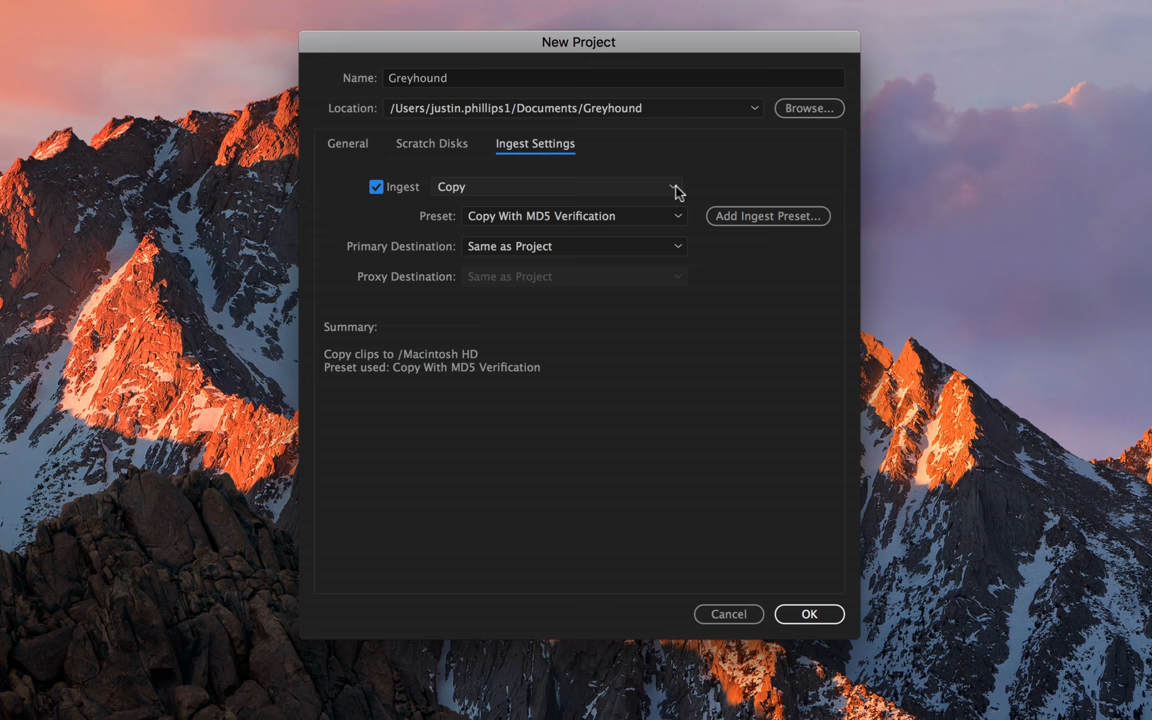 New Project
Name: Greyhound
Location: /Users/justin.phillips1/Documents/Greyhound Browse...
General Scratch Disks Ingest Settings
Ingest Copy
Preset: Copy With MD5 Verification Add Ingest Preset...
Primary Destination: Same as Project
Proxy Destination: Same as Project
Summary:
Copy clips to /Macintosh HD
Preset used: Copy With MD5 Verification
Cancel OK